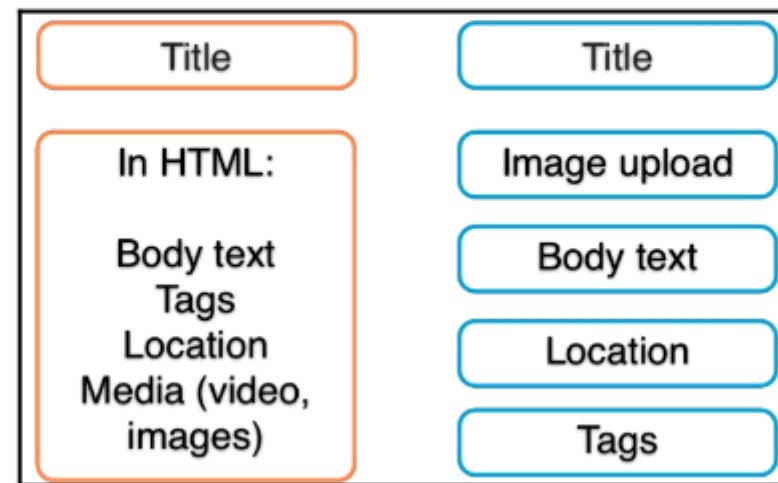 Title
In HTML:
Body text
Tags
Location
Media (video,
images)
Title
Image upload
Body text
Location
Tags